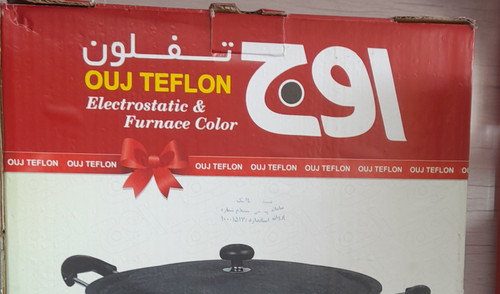 تفلون
اوج
OUJ TEFLON
Electrostatic &
Furnace Color
OUJ TEFLON OUJ TEFLON OUJ TEFLON OUJ TEFLON OUJ TEFLON OUJ TEFLON OUJ TEFLON OUJ TEFLON